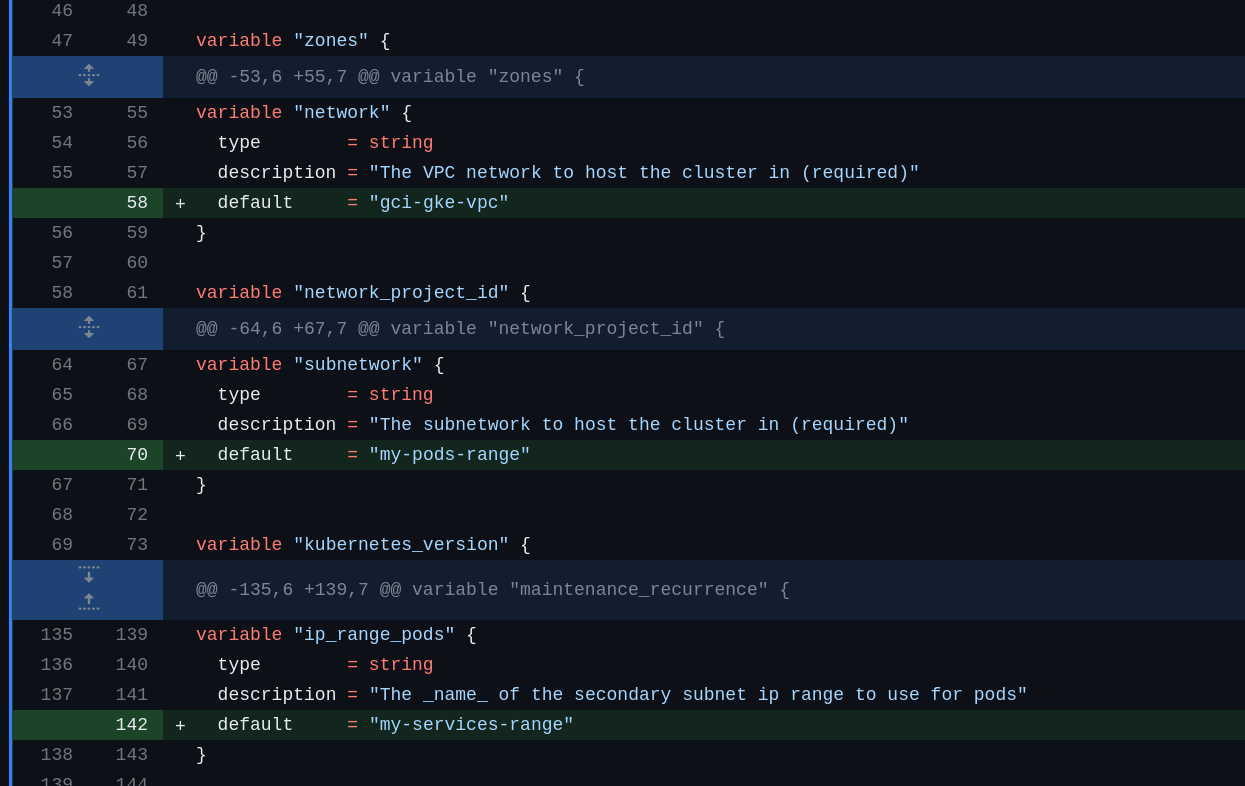 46 48
47 49 variable "zones" {
@@ -53,6 +55,7 @@ variable "zones" {
53 55 variable "network" {
54 56   type        = string
55 57   description = "The VPC network to host the cluster in (required)"
58 +   default     = "gci-gke-vpc"
56 59 }
57 60
58 61 variable "network_project_id" {
@@ -64,6 +67,7 @@ variable "network_project_id" {
64 67 variable "subnetwork" {
65 68   type        = string
66 69   description = "The subnetwork to host the cluster in (required)"
70 +   default     = "my-pods-range"
67 71 }
68 72
69 73 variable "kubernetes_version" {
@@ -135,6 +139,7 @@ variable "maintenance_recurrence" {
135 139 variable "ip_range_pods" {
136 140   type        = string
137 141   description = "The _name_ of the secondary subnet ip range to use for pods"
142 +   default     = "my-services-range"
138 143 }
139 144